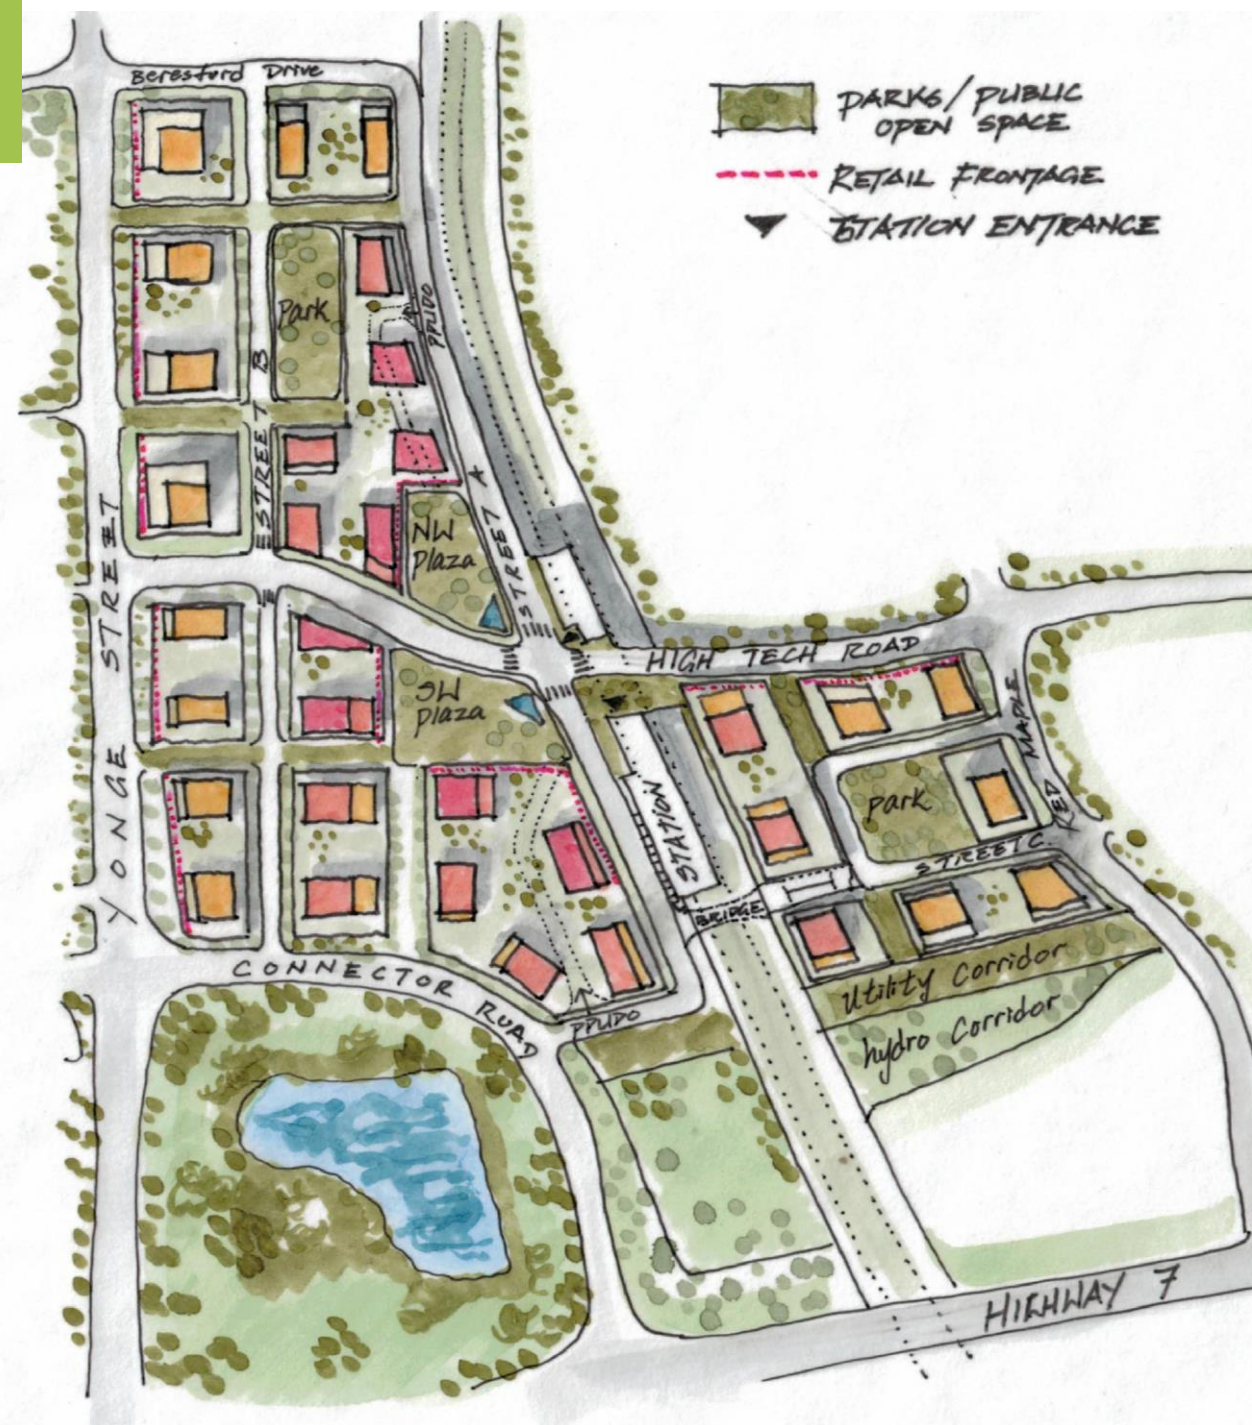 Beresford Drive
PARKS/PUBLIC
OPEN SPACE
RETAIL FRONTAGE
STATION ENTRANCE
Park
PPUDO
STREET B
STREET A
NW
Plaza
YONGE STREET
HIGH TECH ROAD
SW
plaza
RED MAPLE
STATION
park
STREET C
BRIDGE
CONNECTOR ROAD
Utility Corridor
PPUDO
hydro Corridor
HIGHWAY 7